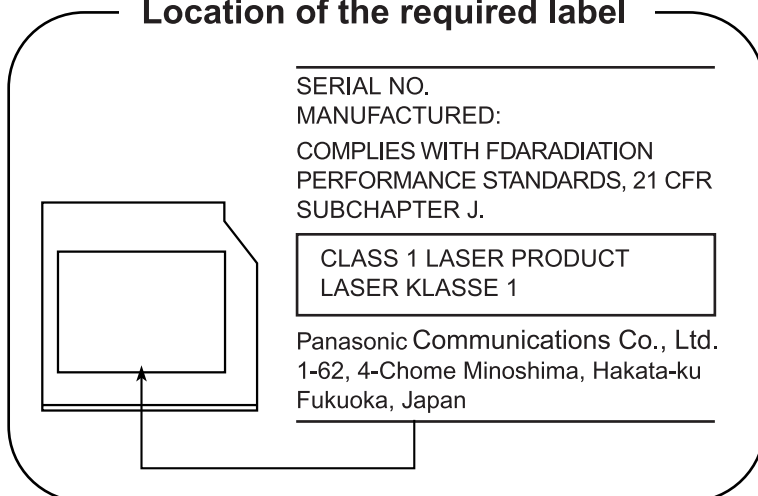 Location of the required label
SERIAL NO.
MANUFACTURED:
COMPLIES WITH FDARADIATION
PERFORMANCE STANDARDS, 21 CFR
SUBCHAPTER J.
CLASS 1 LASER PRODUCT
LASER KLASSE 1
Panasonic Communications Co., Ltd.
1-62, 4-Chome Minoshima, Hakata-ku
Fukuoka, Japan